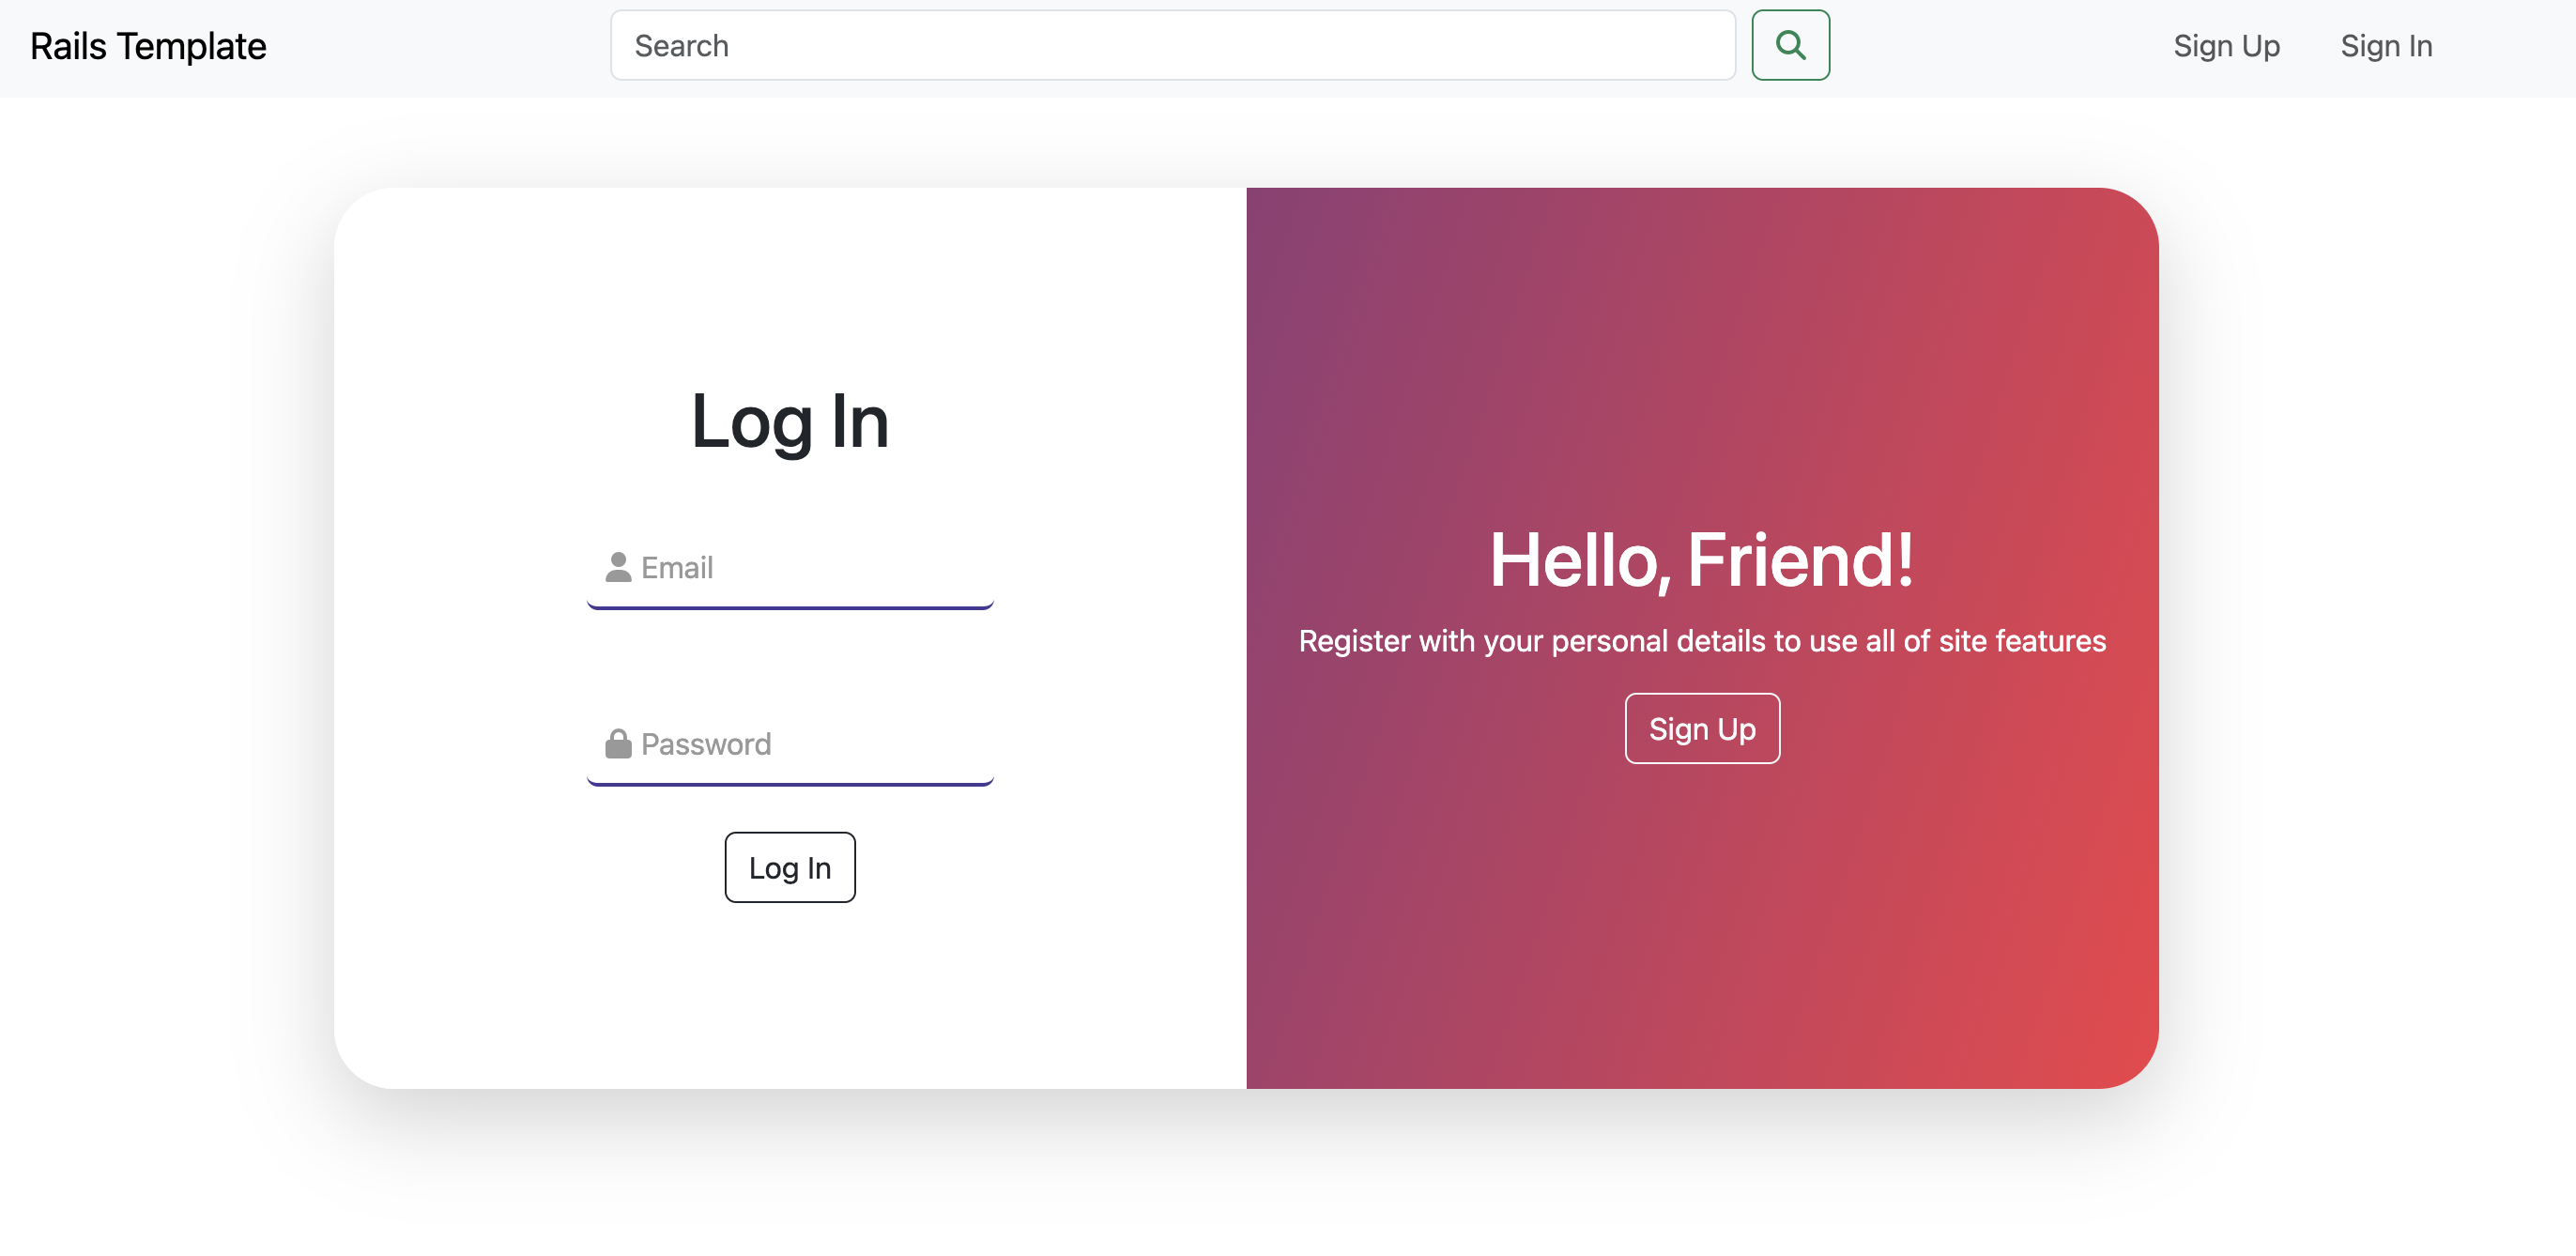 Rails Template
Search
Sign Up
Sign In
Log In
Email
Password
Log In
Hello, Friend!
Register with your personal details to use all of site features
Sign Up